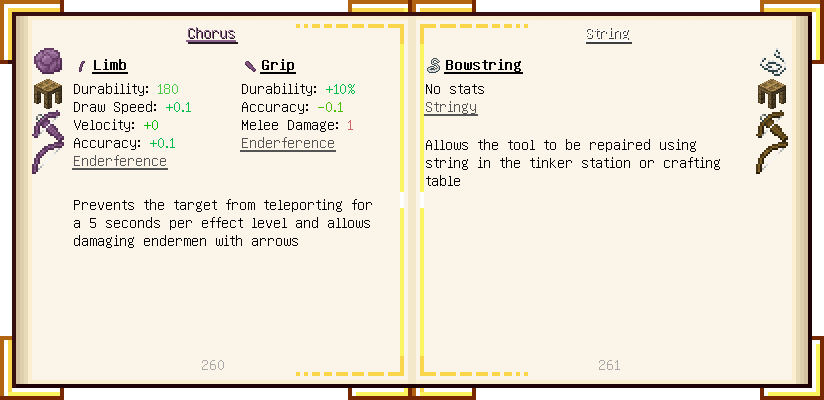 Chorus
Limb
Durability: 180
Draw Speed: +0.1
Velocity: +0
Accuracy: +0.1
Enderference
Grip
Durability: +10%
Accuracy: -0.1
Melee Damage: 1
Enderference
Prevents the target from teleporting for
a 5 seconds per effect level and allows
damaging endermen with arrows
260
String
Bowstring
No stats
Stringy
Allows the tool to be repaired using
string in the tinker station or crafting
table
261